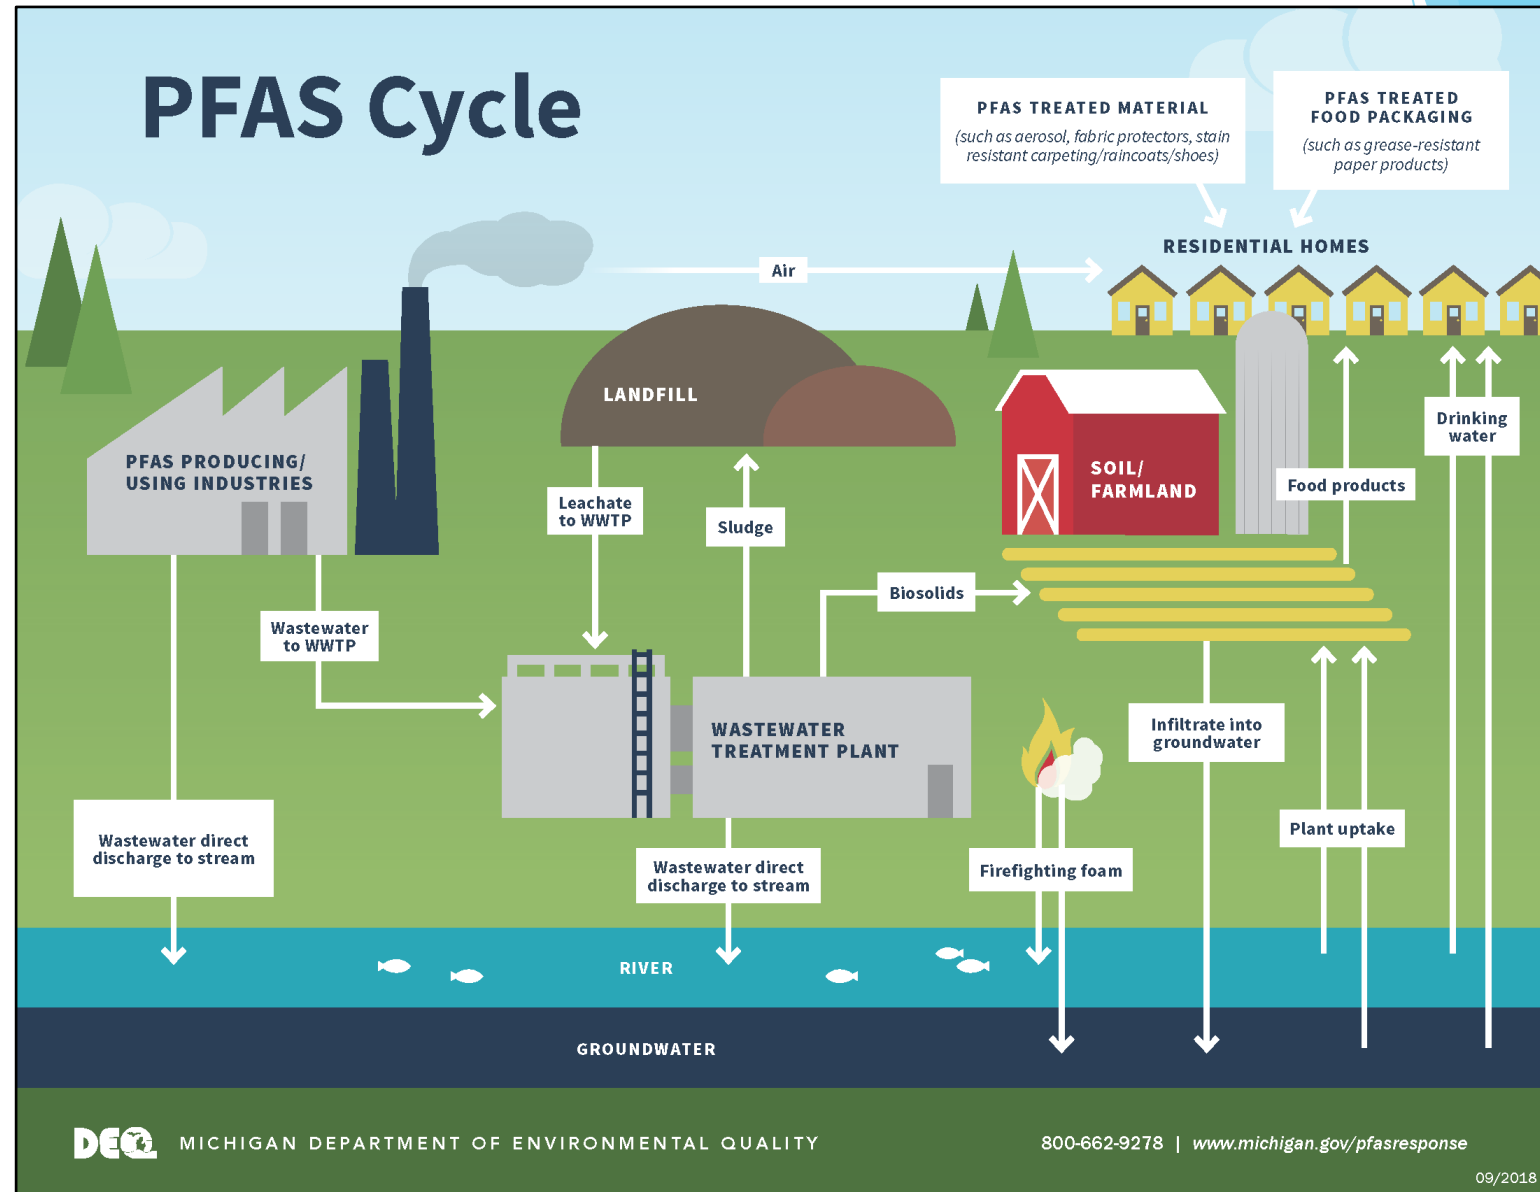 PFAS Cycle
PFAS TREATED MATERIAL
(such as aerosol, fabric protectors, stain
resistant carpeting/raincoats/shoes)
PFAS TREATED
FOOD PACKAGING
(such as grease-resistant
paper products)
RESIDENTIAL HOMES
Air
LANDFILL
PFAS PRODUCING/
USING INDUSTRIES
SOIL/
FARMLAND
Drinking
water
Food products
Leachate
to WWTP
Sludge
Biosolids
Wastewater
to WWTP
WASTEWATER
TREATMENT PLANT
Infiltrate into
groundwater
Plant uptake
Wastewater direct
discharge to stream
Wastewater direct
discharge to stream
Firefighting foam
RIVER
GROUNDWATER
DEQ MICHIGAN DEPARTMENT OF ENVIRONMENTAL QUALITY
800-662-9278 | www.michigan.gov/pfasresponse
09/2018